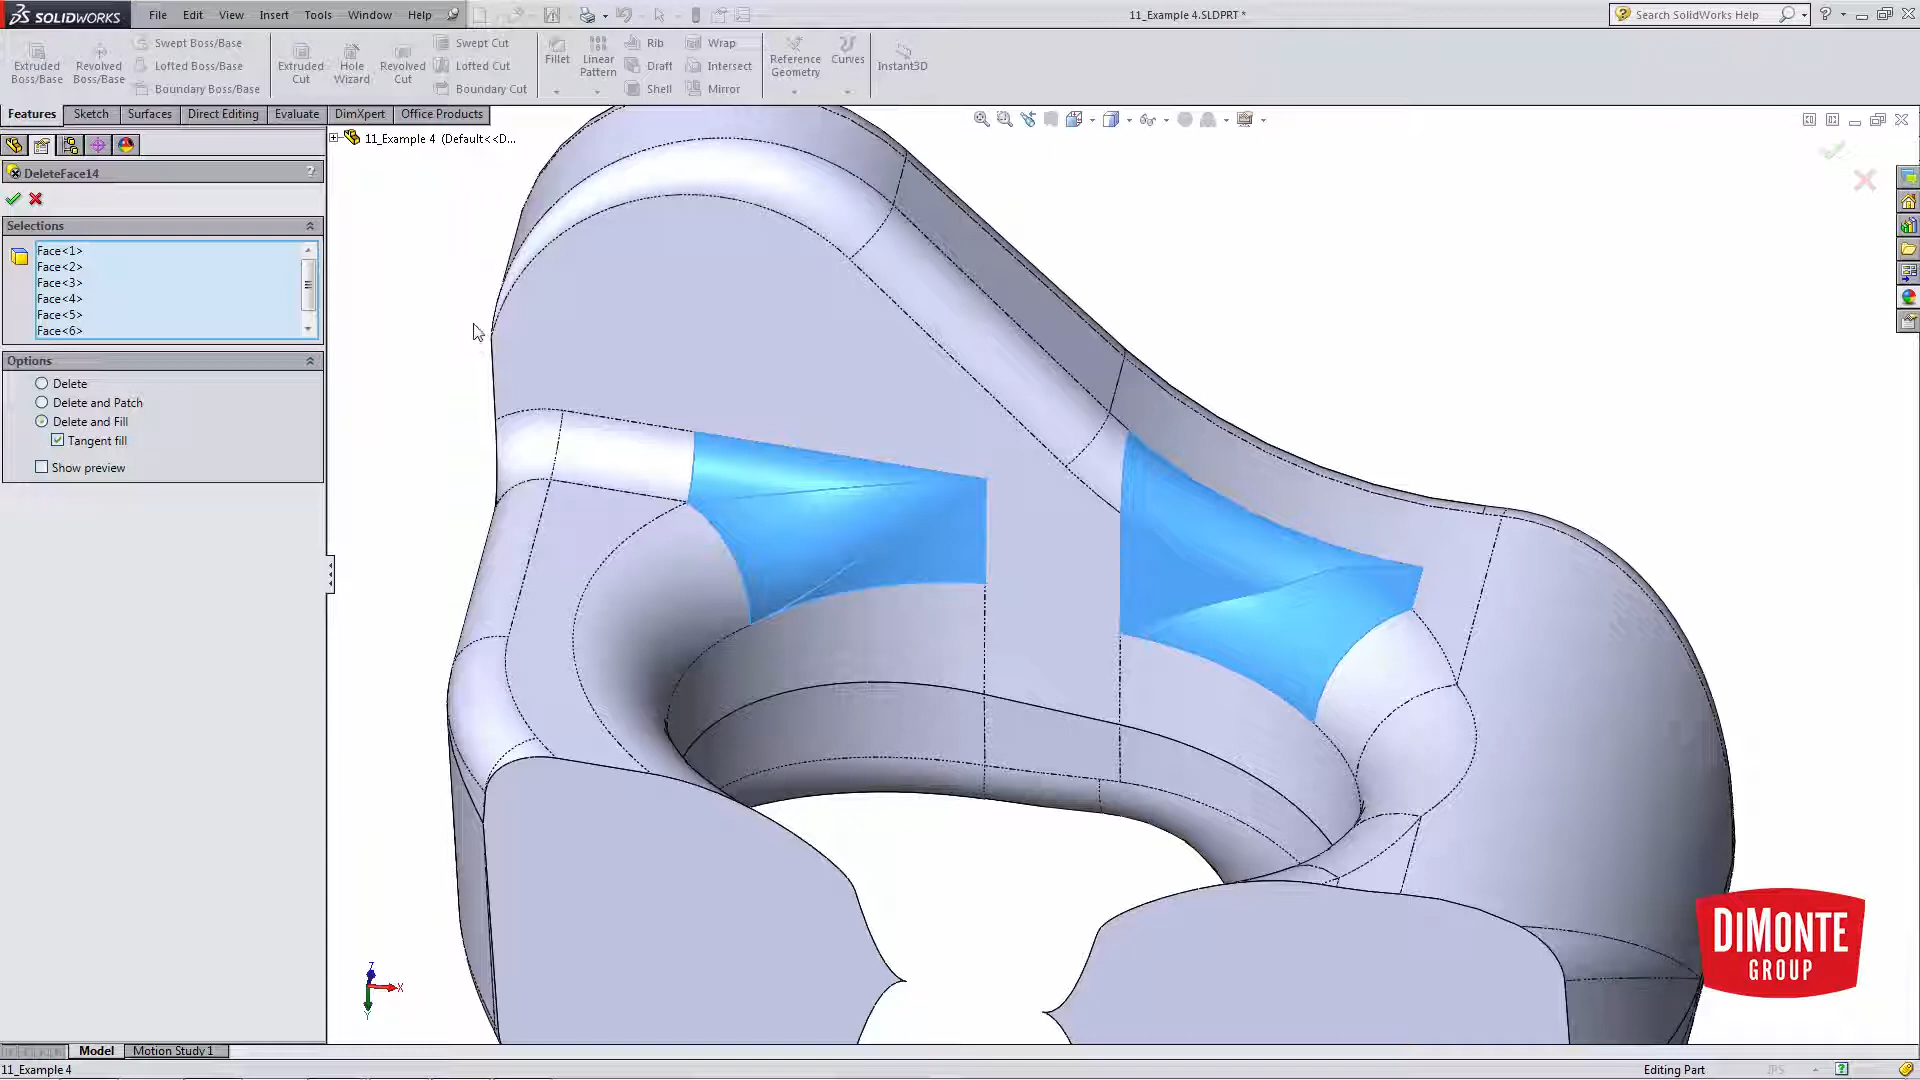 SOLIDWORKS File Edit View Insert Tools Window Help 11_Example 4.SLDPRT * Search SolidWorks Help
Extruded Boss/Base
Revolved Boss/Base
Swept Boss/Base
Lofted Boss/Base
Boundary Boss/Base
Extruded Cut
Hole Wizard
Revolved Cut
Swept Cut
Lofted Cut
Boundary Cut
Fillet
Linear Pattern
Rib
Draft
Shell
Wrap
Intersect
Mirror
Reference Geometry
Curves
Instant3D
Features Sketch Surfaces Direct Editing Evaluate DimXpert Office Products
11_Example 4 (Default<<D...
DeleteFace14 ?
Selections
Face<1>
Face<2>
Face<3>
Face<4>
Face<5>
Face<6>
Options
Delete
Delete and Patch
Delete and Fill
Tangent fill
Show preview
Z
X
Y
DIMONTE
GROUP
Model Motion Study 1
11_Example 4 Editing Part IPS